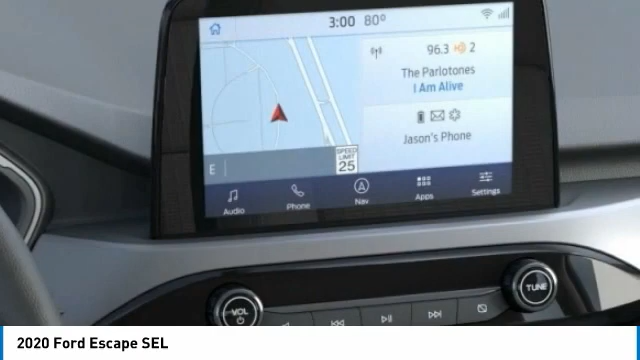 3:00 80°
96.3 HD 2
The Parlotones
I Am Alive
Jason's Phone
E
SPEED
LIMIT
25
Audio
Phone
Nav
Apps
Settings
VOL
TUNE
2020 Ford Escape SEL